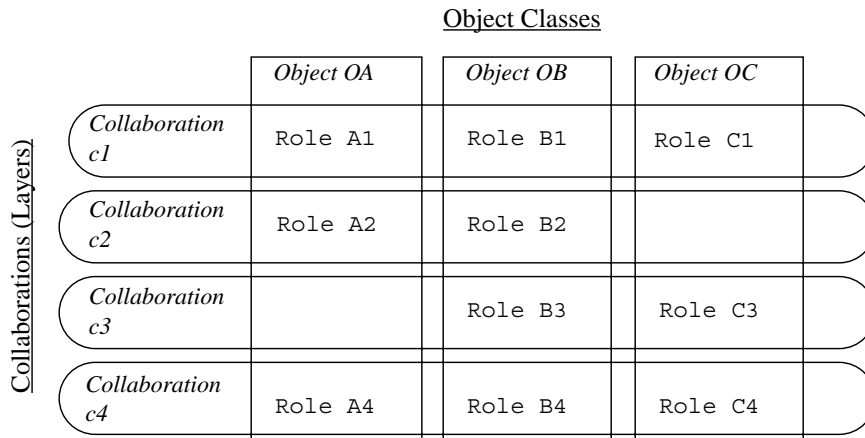 Object Classes
Object OA Object OB Object OC
Collaboration
c1
Role A1 Role B1 Role C1
Collaboration
c2
Role A2 Role B2
Collaboration
c3
Role B3 Role C3
Collaboration
c4
Role A4 Role B4 Role C4
Collaborations (Layers)